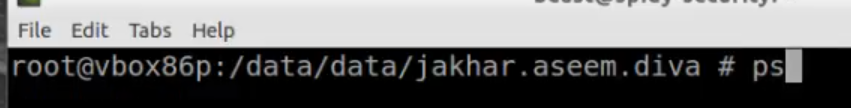 File Edit Tabs Help
root@vbox86p:/data/data/jakhar.aseem.diva # ps